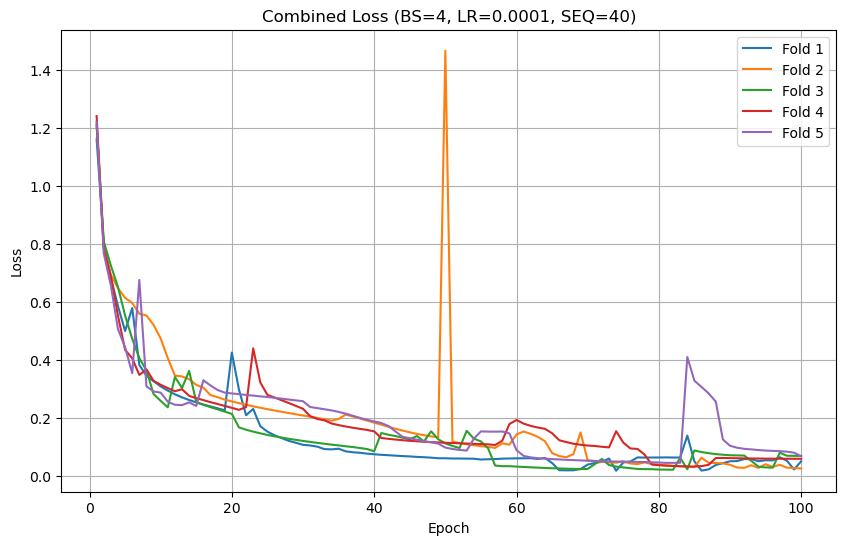 Combined Loss (BS=4, LR=0.0001, SEQ=40)
Fold 1
Fold 2
Fold 3
Fold 4
Fold 5
Loss
1.4
1.2
1.0
0.8
0.6
0.4
0.2
0.0
0
20
40
60
80
100
Epoch